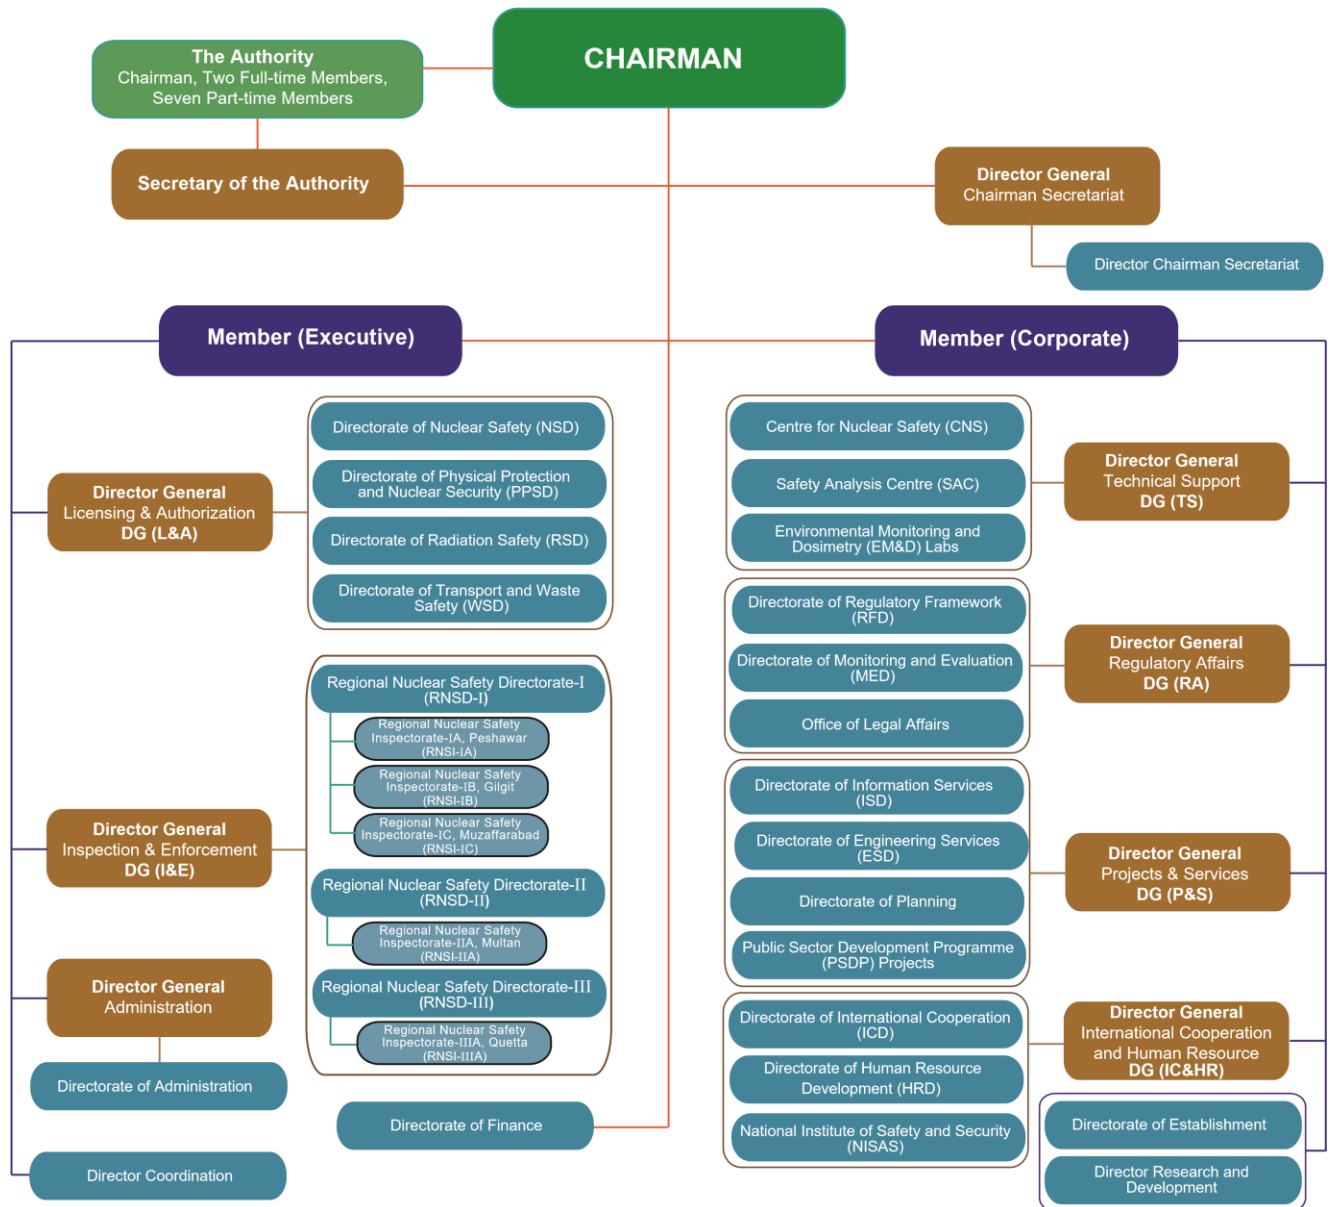 CHAIRMAN
The Authority
Chairman, Two Full-time Members,
Seven Part-time Members
Secretary of the Authority
Director General
Chairman Secretariat
Director Chairman Secretariat
Member (Executive)
Member (Corporate)
Director General
Licensing & Authorization
DG (L&A)
Directorate of Nuclear Safety (NSD)
Directorate of Physical Protection
and Nuclear Security (PPSD)
Directorate of Radiation Safety (RSD)
Directorate of Transport and Waste
Safety (WSD)
Director General
Inspection & Enforcement
DG (I&E)
Regional Nuclear Safety Directorate-I
(RNSD-I)
Regional Nuclear Safety
Inspectorate-IA, Peshawar
(RNSI-IA)
Regional Nuclear Safety
Inspectorate-IB, Gilgit
(RNSI-IB)
Regional Nuclear Safety
Inspectorate-IC, Muzaffarabad
(RNSI-IC)
Regional Nuclear Safety Directorate-II
(RNSD-II)
Regional Nuclear Safety
Inspectorate-IIA, Multan
(RNSI-IIA)
Regional Nuclear Safety Directorate-III
(RNSD-III)
Regional Nuclear Safety
Inspectorate-IIIA, Quetta
(RNSI-IIIA)
Director General
Administration
Directorate of Administration
Director Coordination
Directorate of Finance
Centre for Nuclear Safety (CNS)
Safety Analysis Centre (SAC)
Environmental Monitoring and
Dosimetry (EM&D) Labs
Director General
Technical Support
DG (TS)
Directorate of Regulatory Framework
(RFD)
Directorate of Monitoring and Evaluation
(MED)
Office of Legal Affairs
Director General
Regulatory Affairs
DG (RA)
Directorate of Information Services
(ISD)
Directorate of Engineering Services
(ESD)
Directorate of Planning
Public Sector Development Programme
(PSDP) Projects
Director General
Projects & Services
DG (P&S)
Directorate of International Cooperation
(ICD)
Directorate of Human Resource
Development (HRD)
National Institute of Safety and Security
(NISAS)
Director General
International Cooperation
and Human Resource
DG (IC&HR)
Directorate of Establishment
Director Research and
Development